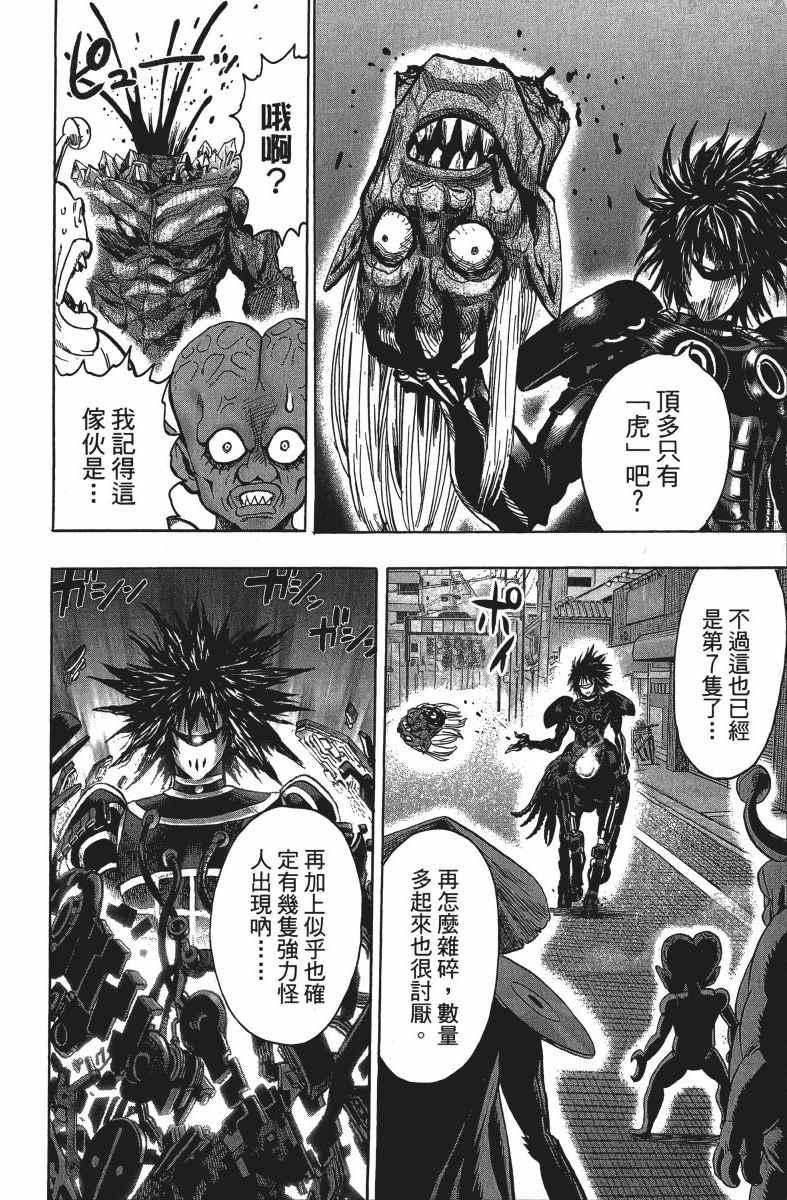 頂多只有
「虎」吧？
哦啊？
ピュー
我記得這
傢伙是…
不過這也已經
是第７隻了…
ポイ
再怎麼雜碎，數量
多起來也很討厭。
ガシン
ガシン
再加上似乎也確
定有幾隻強力怪
人出現吶……